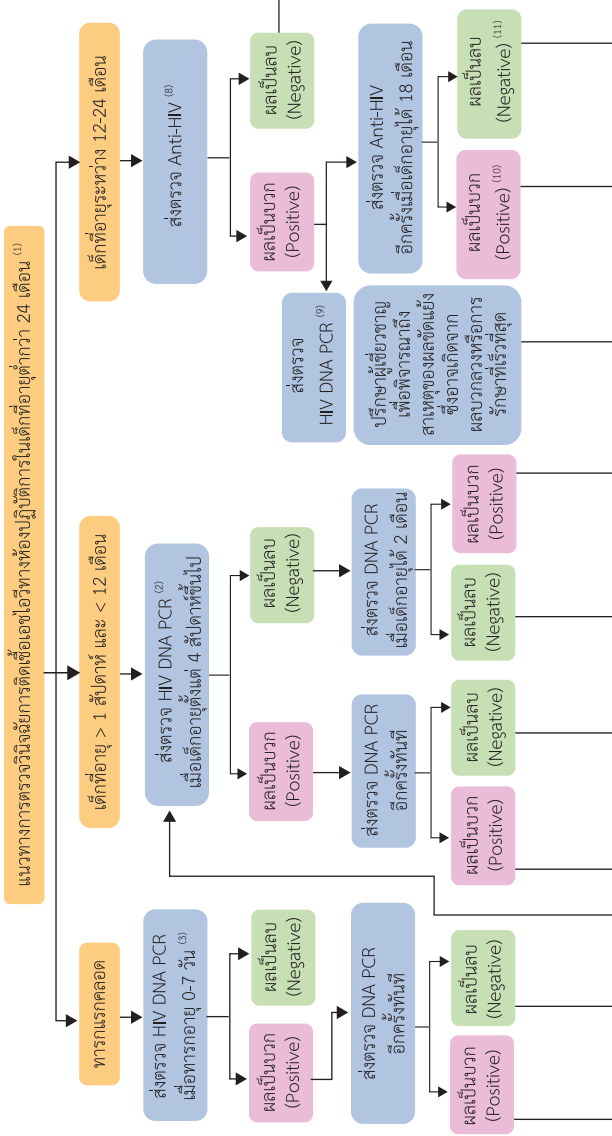 แนวทางการตรวจวินิจฉัยการติดเชื้อเอชไอวีทางห้องปฏิบัติการในเด็กที่อายุต่ำกว่า 24 เดือน (1)
ทารกแรกคลอด
ส่งตรวจ HIV DNA PCR
เมื่อทารกอายุ 0-7 วัน (3)
ผลเป็นบวก
(Positive)
ผลเป็นลบ
(Negative)
ส่งตรวจ DNA PCR
อีกครั้งทันที
ผลเป็นบวก
(Positive)
ผลเป็นลบ
(Negative)
เด็กที่อายุ > 1 สัปดาห์ และ < 12 เดือน
ส่งตรวจ HIV DNA PCR (2)
เมื่อเด็กอายุตั้งแต่ 4 สัปดาห์ขึ้นไป
ผลเป็นบวก
(Positive)
ผลเป็นลบ
(Negative)
ส่งตรวจ DNA PCR
อีกครั้งทันที
ส่งตรวจ DNA PCR
เมื่อเด็กอายุได้ 2 เดือน
ผลเป็นบวก
(Positive)
ผลเป็นลบ
(Negative)
ผลเป็นลบ
(Negative)
ผลเป็นบวก
(Positive)
เด็กที่อายุระหว่าง 12-24 เดือน
ส่งตรวจ Anti-HIV (8)
ผลเป็นบวก
(Positive)
ผลเป็นลบ
(Negative)
ส่งตรวจ
HIV DNA PCR (9)
ส่งตรวจ Anti-HIV
อีกครั้งเมื่อเด็กอายุได้ 18 เดือน
ปรึกษาผู้เชี่ยวชาญ
เพื่อพิจารณาถึง
สาเหตุของผลขัดแย้ง
ซึ่งอาจเกิดจาก
ผลบวกลวงหรือการ
รักษาที่เร็วที่สุด
ผลเป็นบวก
(Positive) (10)
ผลเป็นลบ
(Negative) (11)